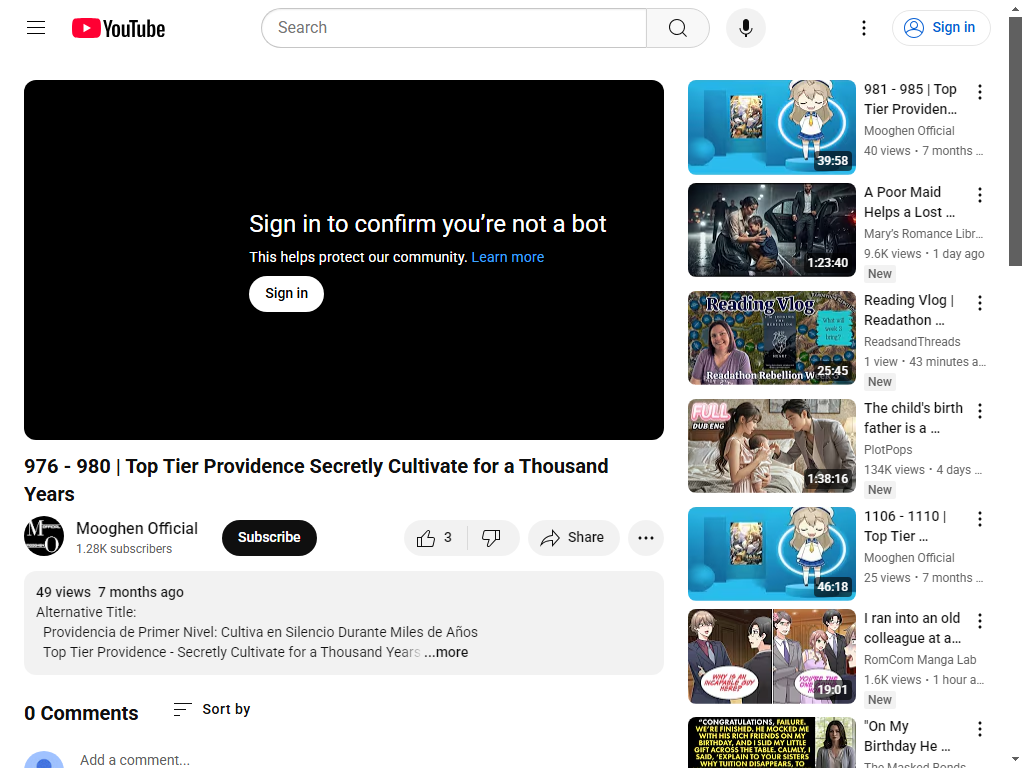 YouTube
Search
Sign in
Sign in to confirm you're not a bot
This helps protect our community. Learn more
Sign in
976 - 980 | Top Tier Providence Secretly Cultivate for a Thousand
Years
Mooghen Official
1.28K subscribers
Subscribe
3
Share
49 views 7 months ago
Alternative Title:
Providencia de Primer Nivel: Cultiva en Silencio Durante Miles de Años
Top Tier Providence - Secretly Cultivate for a Thousand Years ...more
0 Comments
Sort by
Add a comment...
39:58
981 - 985 | Top
Tier Providen...
Mooghen Official
40 views • 7 months ...
1:23:40
A Poor Maid
Helps a Lost ...
Mary's Romance Libr...
9.6K views • 1 day ago
New
Reading Vlog
What will
week 3
bring?
HEART
Readathon Rebellion We
25:45
Reading Vlog |
Readathon ...
ReadsandThreads
1 view • 43 minutes a...
New
FULL
DUB ENG
1:38:16
The child's birth
father is a ...
PlotPops
134K views • 4 days ...
New
46:18
1106 - 1110 |
Top Tier ...
Mooghen Official
25 views • 7 months ...
WHY IS AN
INCAPABLE GUY
HERE?
19:01
I ran into an old
colleague at a...
RomCom Manga Lab
1.6K views • 1 hour a...
New
"CONGRATULATIONS, FAILURE.
WE'RE FINISHED. HE MOCKED ME
WITH HIS RICH FRIENDS ON MY
BIRTHDAY, AND I SLID MY LITTLE
GIFT ACROSS THE TABLE. CALMLY, I
SAID, 'EXPLAIN TO YOUR SISTERS
WHY TUITION DISAPPEARS, TO
"On My
Birthday He ...
The Masked Bonds